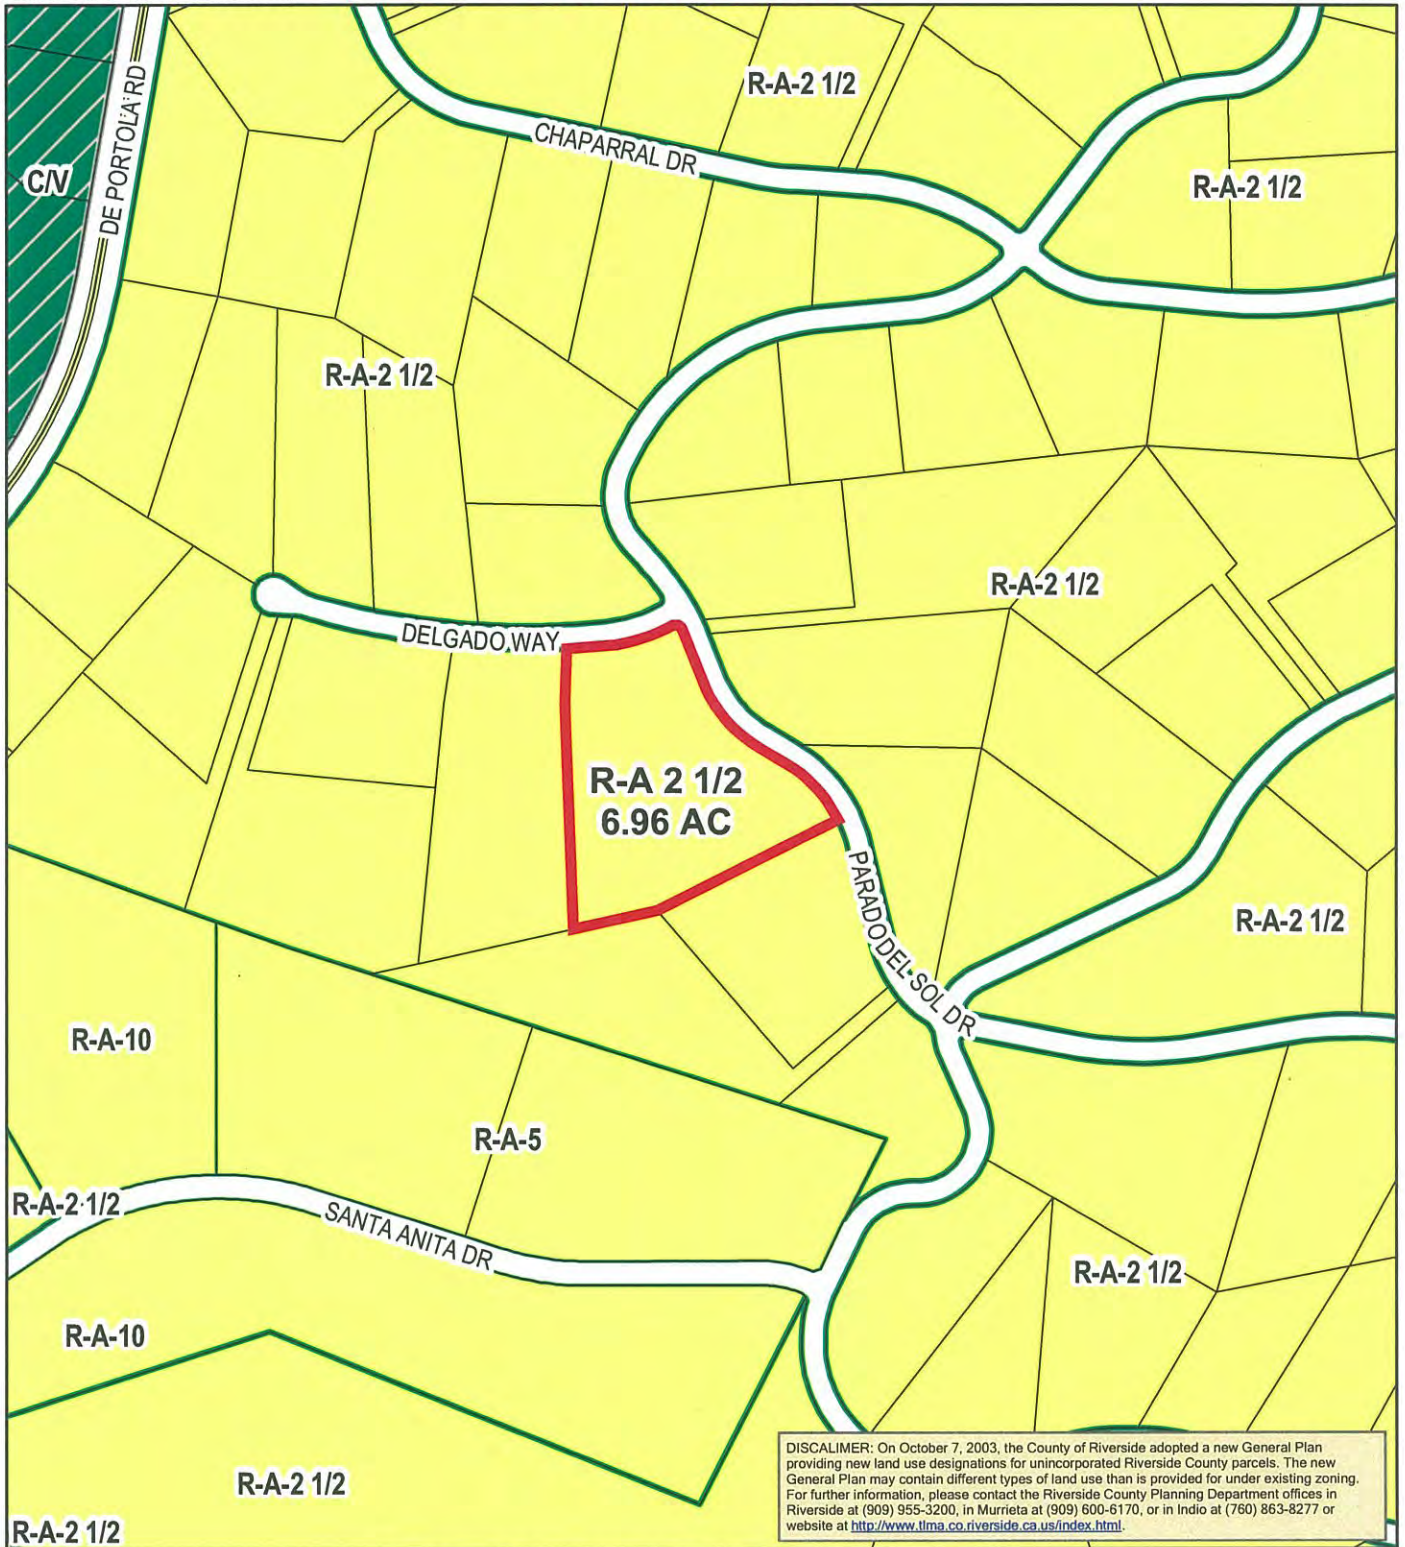 R-A-2 1/2
DE PORTOLA RD
CHAPARRAL DR
C/V
R-A-2 1/2
R-A-2 1/2
R-A-2 1/2
DELGADO WAY
R-A 2 1/2
6.96 AC
PARADO DEL SOL DR
R-A-2 1/2
R-A-10
R-A-5
R-A-2 1/2
SANTA ANITA DR
R-A-2 1/2
R-A-10
R-A-2 1/2
R-A-2 1/2
DISCALIMER: On October 7, 2003, the County of Riverside adopted a new General Plan
providing new land use designations for unincorporated Riverside County parcels. The new
General Plan may contain different types of land use than is provided for under existing zoning.
For further information, please contact the Riverside County Planning Department offices in
Riverside at (909) 955-3200, in Murrieta at (909) 600-6170, or in Indio at (760) 863-8277 or
website at http://www.tlma.co.riverside.ca.us/index.html.